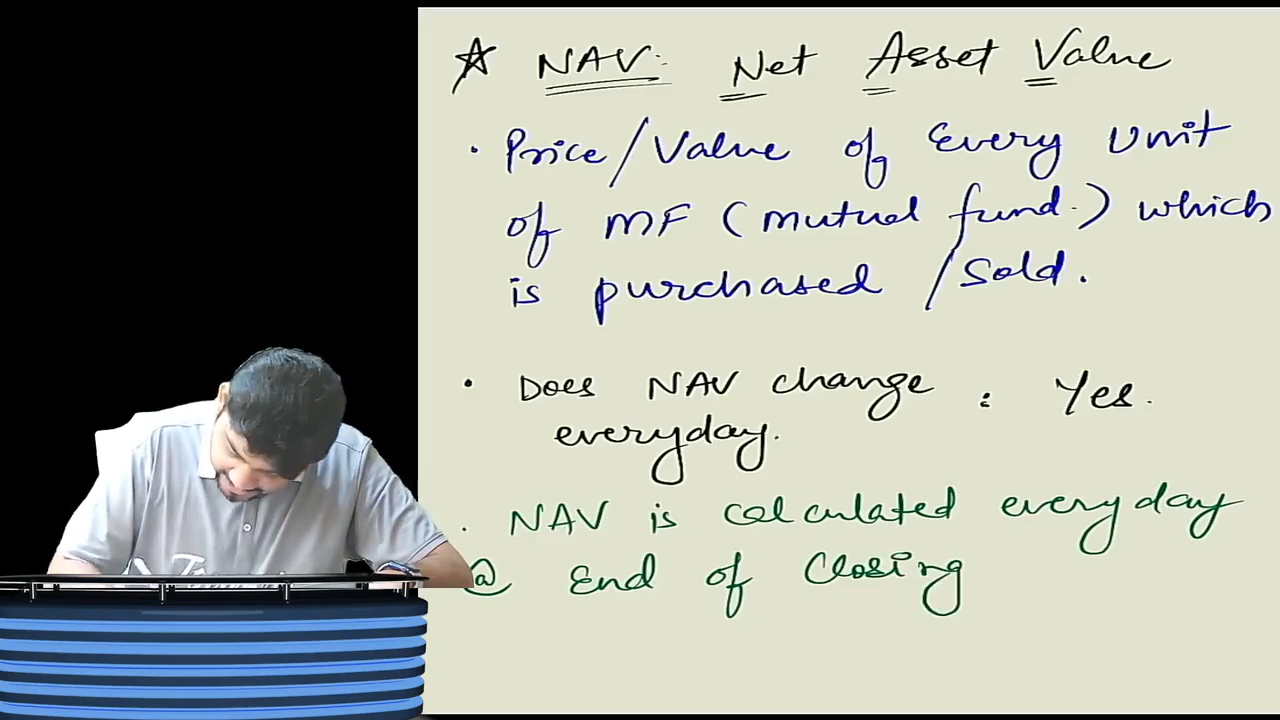 ☆ NAV: Net Asset Value
• Price/Value of Every Unit
of MF (Mutual fund.) which
is purchased /Sold.
• Does NAV change : Yes.
everyday.
• NAV is calculated everyday
@ End of Closing